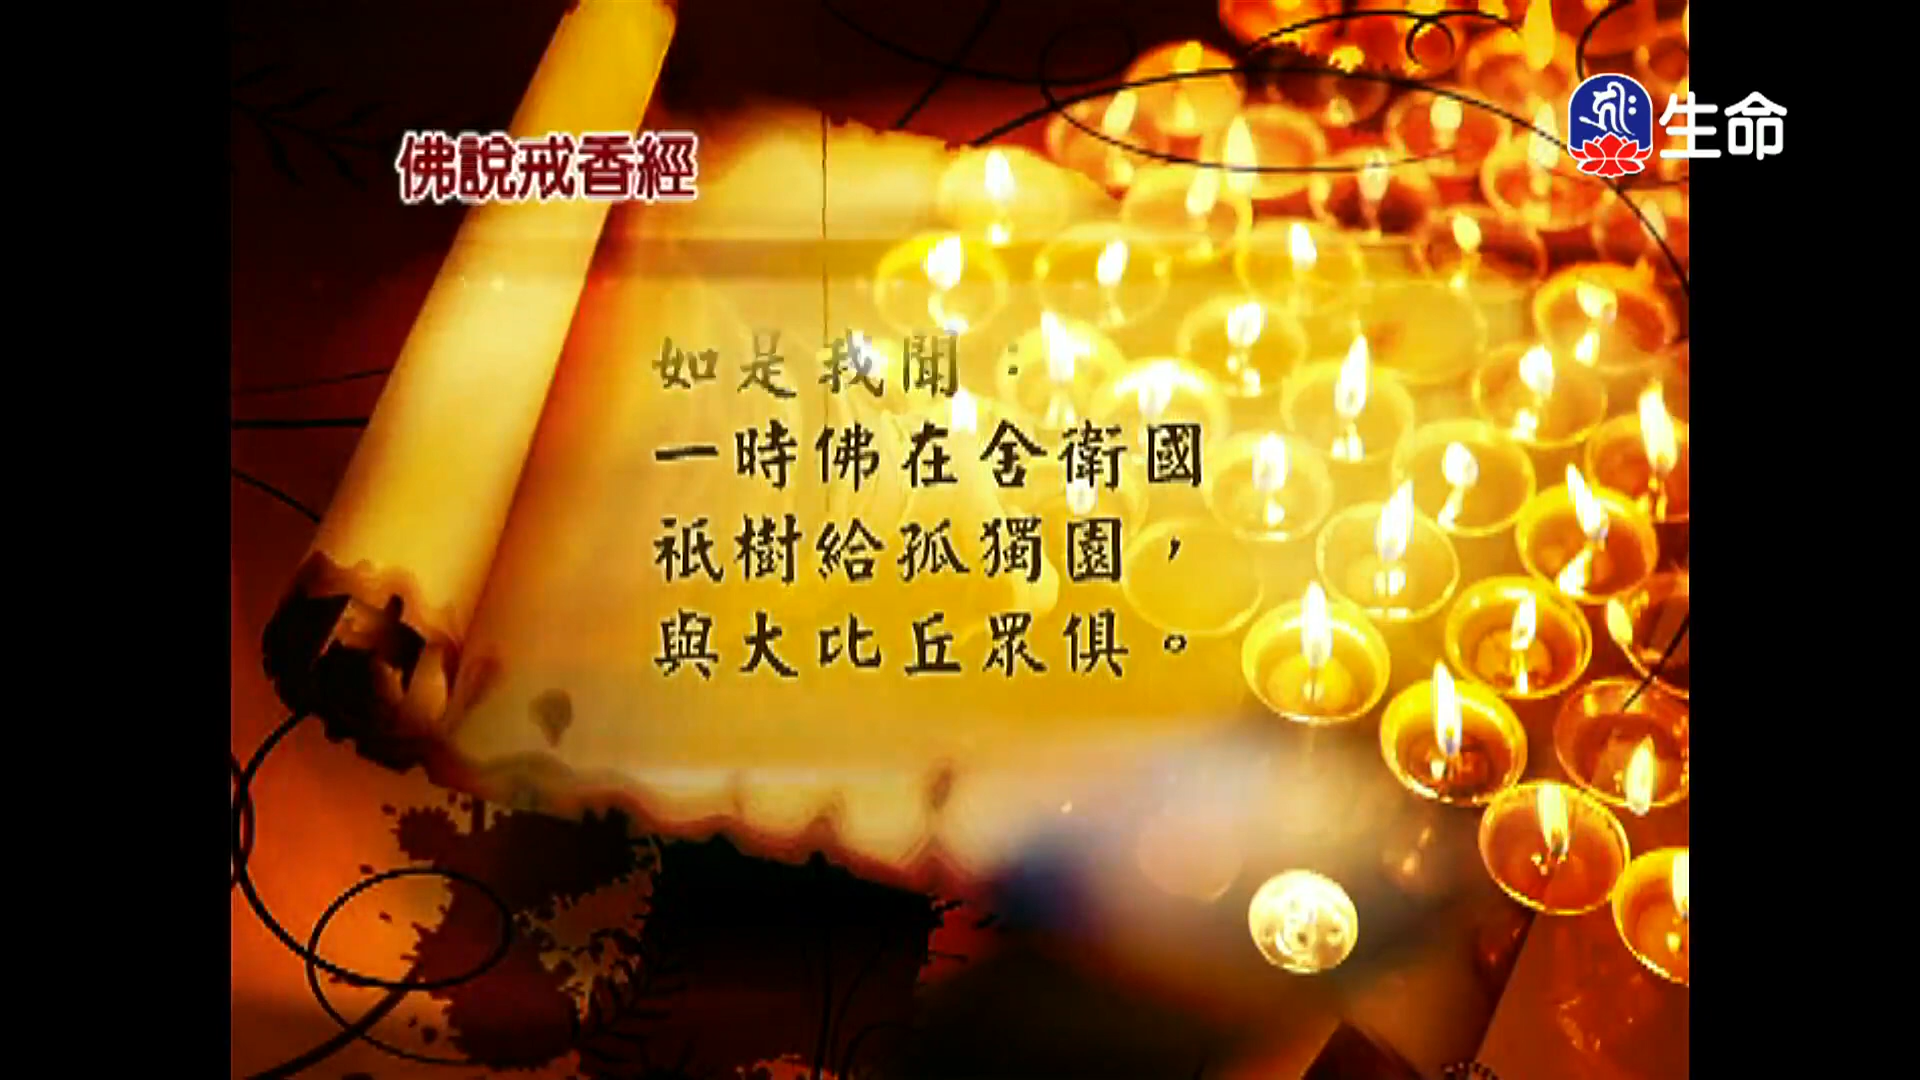 佛說戒香經
生命
如是我聞：
一時佛在舍衛國
祇樹給孤獨園，
與大比丘眾俱。